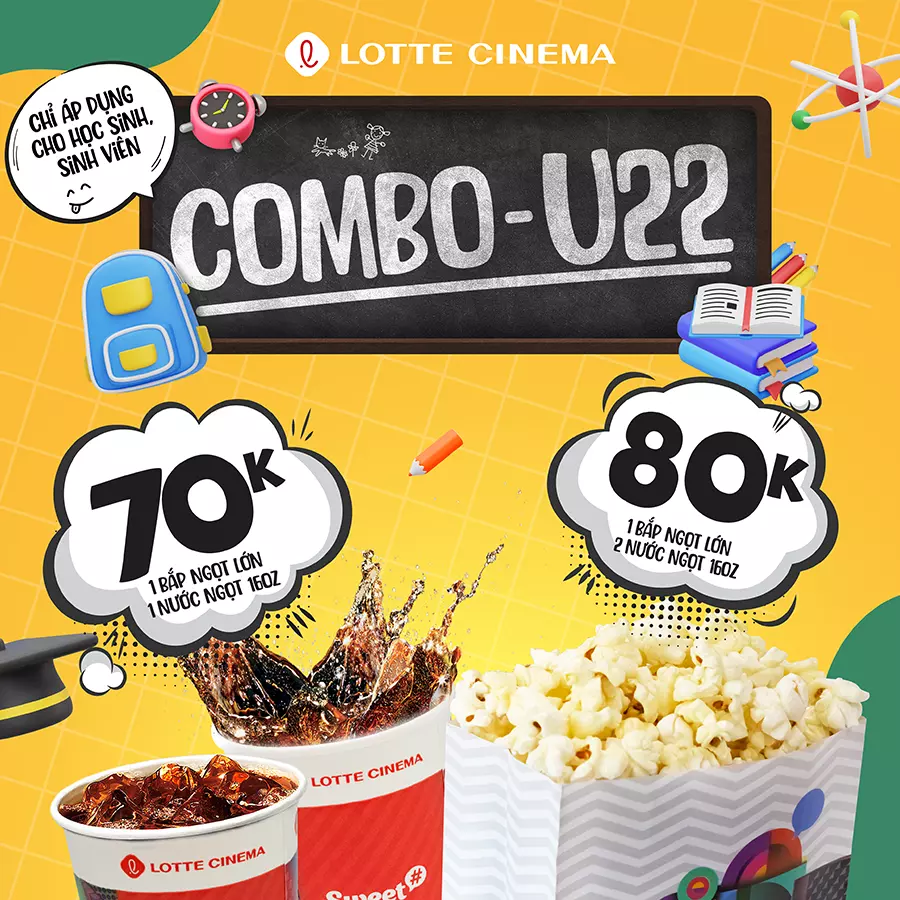 LOTTE CINEMA
CHỈ ÁP DỤNG
CHO HỌC SINH,
SINH VIÊN
COMBO - U22
70K
1 BẮP NGỌT LỚN
1 NƯỚC NGỌT 16OZ
80K
1 BẮP NGỌT LỚN
2 NƯỚC NGỌT 16OZ
LOTTE CINEMA
Sweet#
LOTTE CINEMA